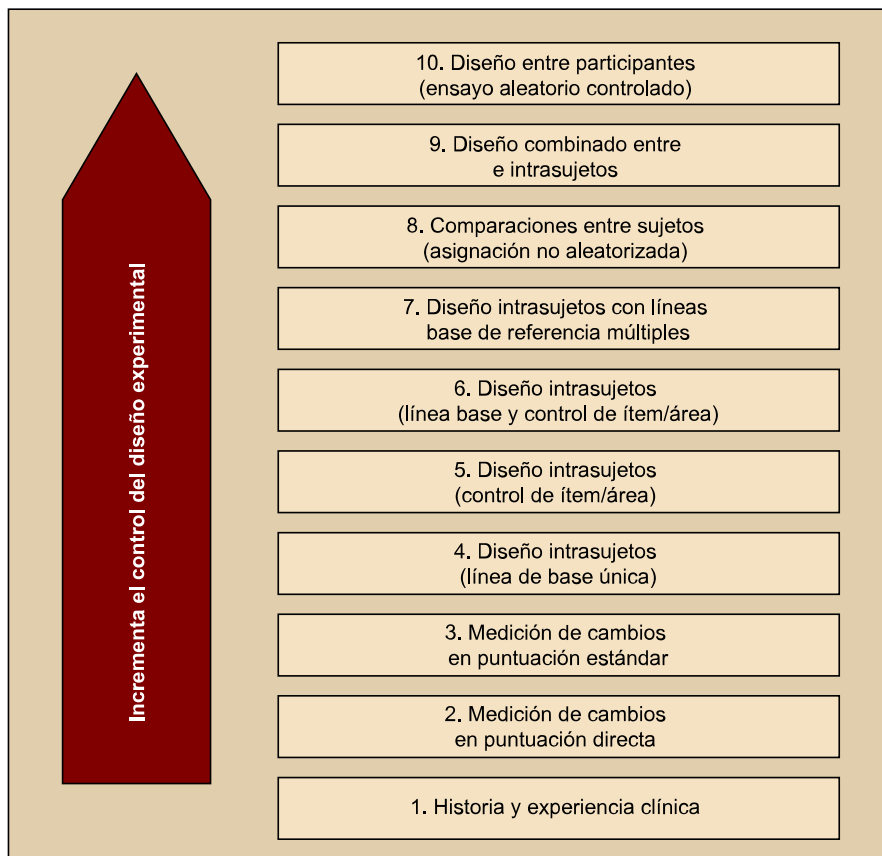 10. Diseño entre participantes
(ensayo aleatorio controlado)
9. Diseño combinado entre
e intrasujetos
8. Comparaciones entre sujetos
(asignación no aleatorizada)
7. Diseño intrasujetos con líneas
base de referencia múltiples
6. Diseño intrasujetos
(línea base y control de ítem/área)
5. Diseño intrasujetos
(control de ítem/área)
4. Diseño intrasujetos
(línea de base única)
3. Medición de cambios
en puntuación estándar
2. Medición de cambios
en puntuación directa
1. Historia y experiencia clínica
Incrementa el control del diseño experimental